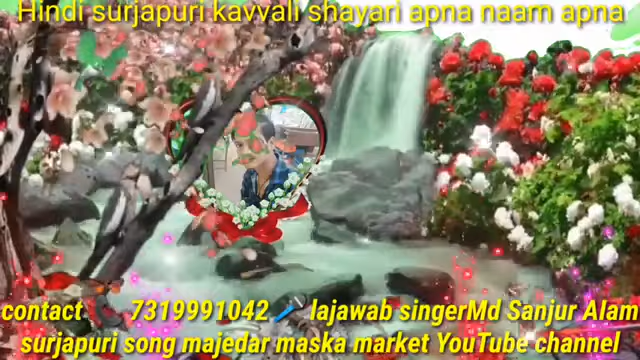 Hindi surjapuri kavvali shayari apna naam apna
contact 📞 7319991042 🎤 lajawab singerMd Sanjur Alam
surjapuri song majedar maska market YouTube channel